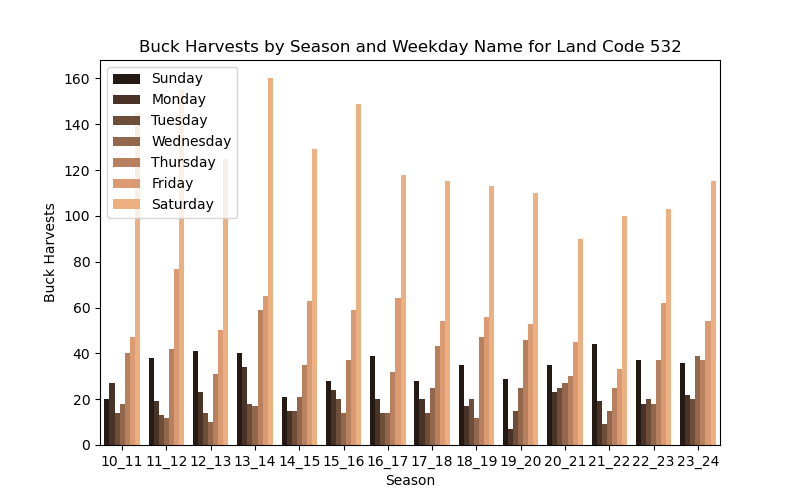 Buck Harvests by Season and Weekday Name for Land Code 532
Buck Harvests
160
140
120
100
80
60
40
20
0
Sunday
Monday
Tuesday
Wednesday
Thursday
Friday
Saturday
10_11 11_12 12_13 13_14 14_15 15_16 16_17 17_18 18_19 19_20 20_21 21_22 22_23 23_24
Season